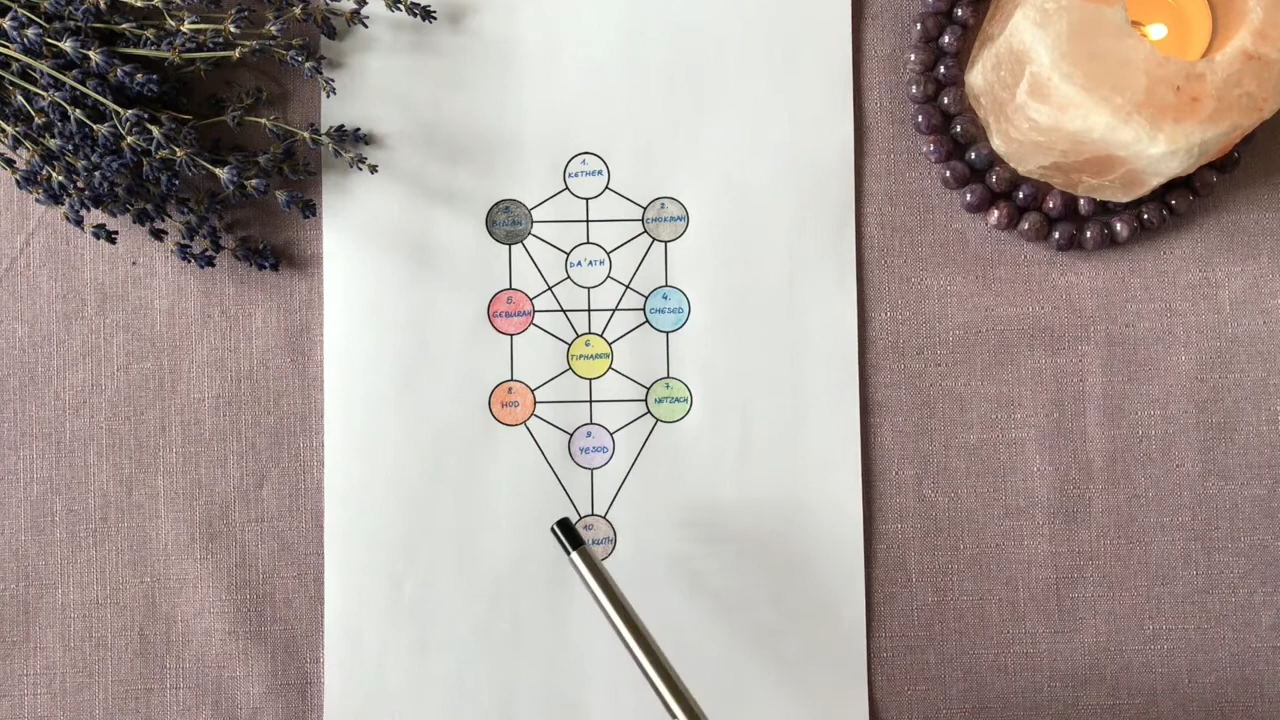 1.
KETHER
3.
BINAH
2.
CHOKMAH
DA'ATH
5.
GEBURAH
4.
CHESED
6.
TIPHARETH
8.
HOD
7.
NETZACH
9.
YESOD
10.
LKUTH